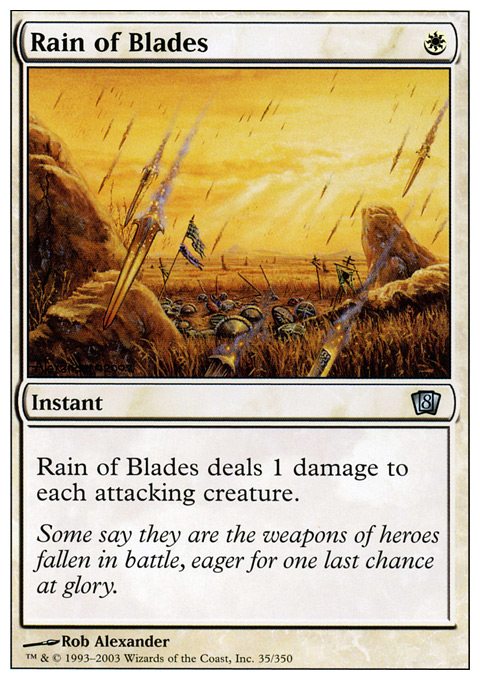 Rain of Blades
Instant
8
Rain of Blades deals 1 damage to
each attacking creature.
Some say they are the weapons of heroes
fallen in battle, eager for one last chance
at glory.
Rob Alexander
™ & © 1993–2003 Wizards of the Coast, Inc. 35/350